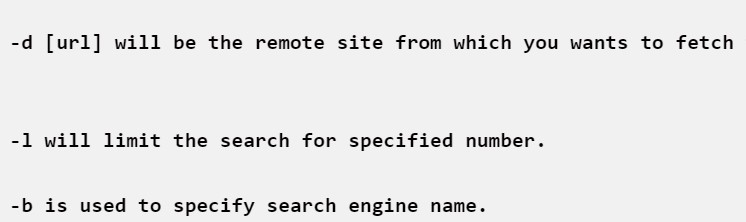 -d [url] will be the remote site from which you wants to fetch
-l will limit the search for specified number.
-b is used to specify search engine name.